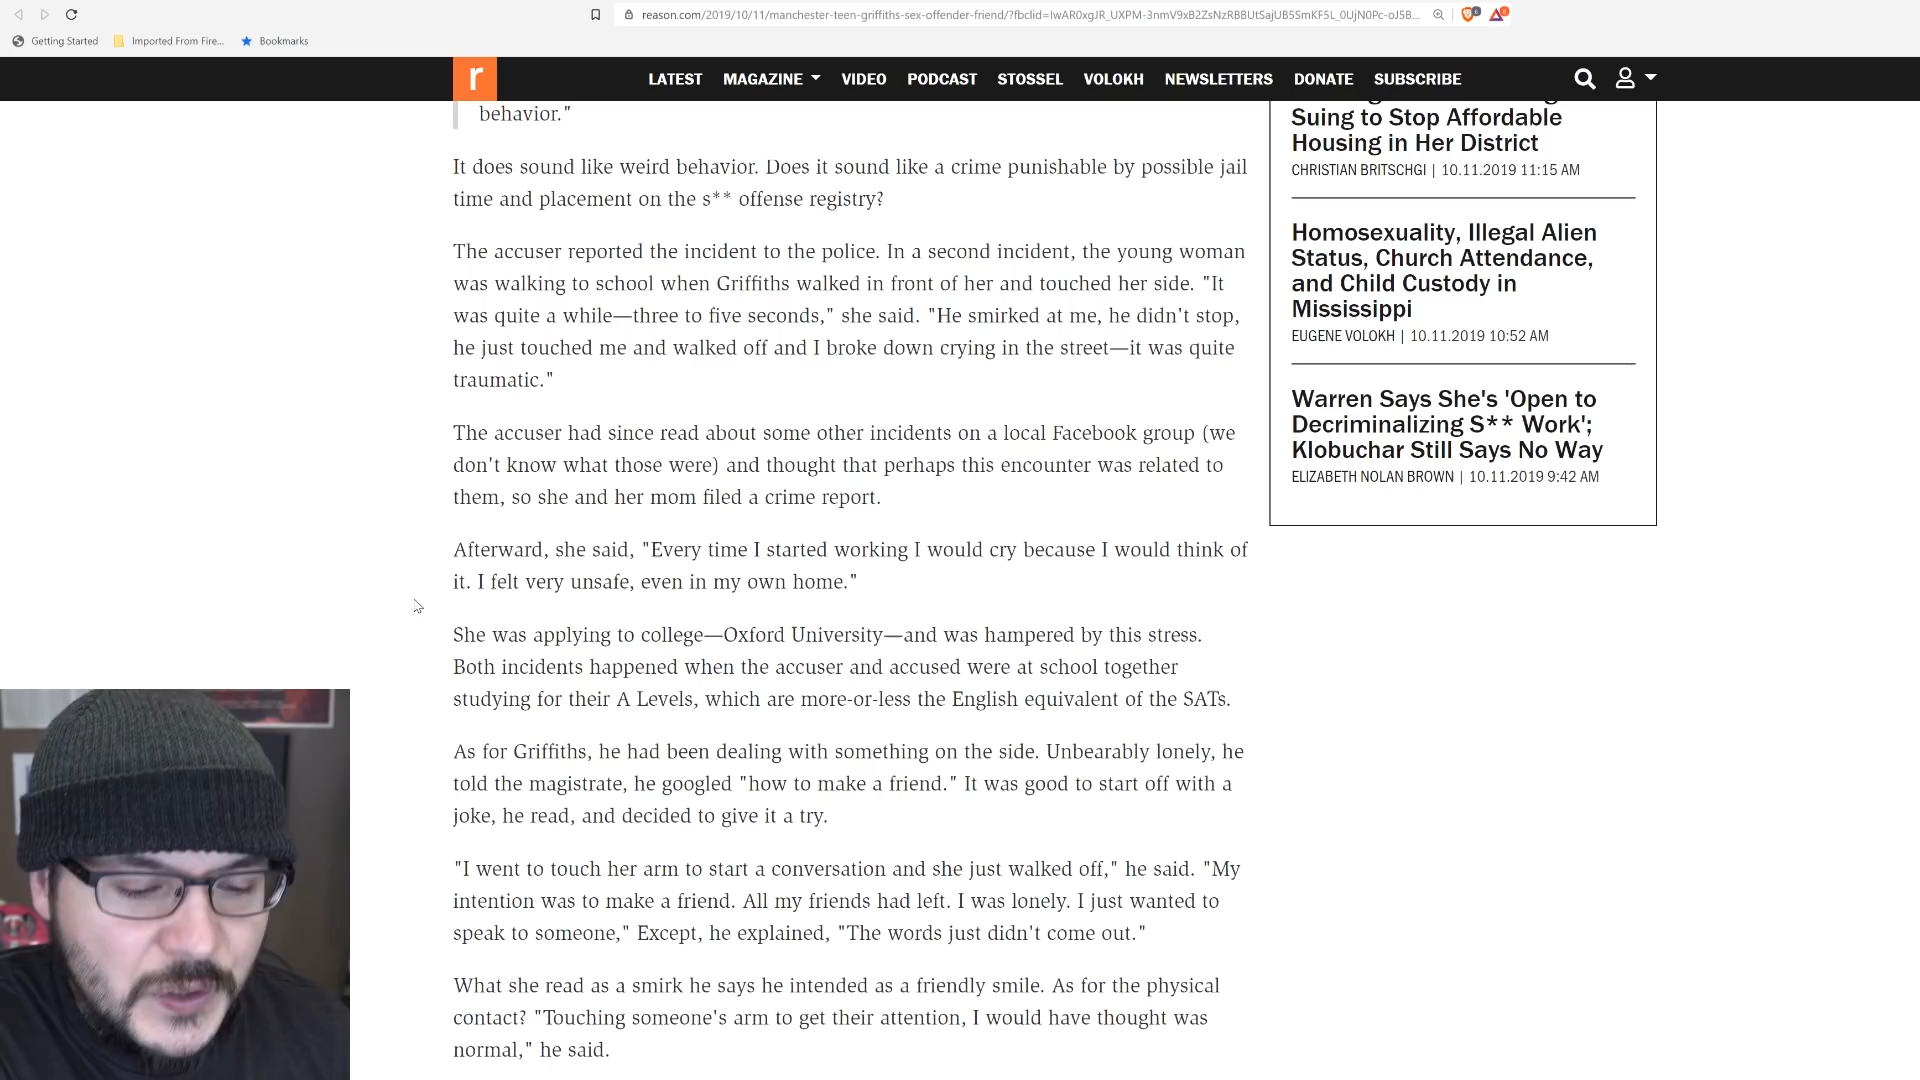 reason.com/2019/10/11/manchester-teen-griffiths-sex-offender-friend/?fbclid=IwAR0xgJR_UXPM-3nmV9xB2ZsNzRBBUtSajUB5SmKF5L_0UjN0Pc-oJ5B...
Getting Started
Imported From Fire...
Bookmarks
r
LATEST
MAGAZINE
VIDEO
PODCAST
STOSSEL
VOLOKH
NEWSLETTERS
DONATE
SUBSCRIBE
behavior."
It does sound like weird behavior. Does it sound like a crime punishable by possible jail
time and placement on the s** offense registry?
The accuser reported the incident to the police. In a second incident, the young woman
was walking to school when Griffiths walked in front of her and touched her side. "It
was quite a while—three to five seconds," she said. "He smirked at me, he didn't stop,
he just touched me and walked off and I broke down crying in the street—it was quite
traumatic."
The accuser had since read about some other incidents on a local Facebook group (we
don't know what those were) and thought that perhaps this encounter was related to
them, so she and her mom filed a crime report.
Afterward, she said, "Every time I started working I would cry because I would think of
it. I felt very unsafe, even in my own home."
She was applying to college—Oxford University—and was hampered by this stress.
Both incidents happened when the accuser and accused were at school together
studying for their A Levels, which are more-or-less the English equivalent of the SATs.
As for Griffiths, he had been dealing with something on the side. Unbearably lonely, he
told the magistrate, he googled "how to make a friend." It was good to start off with a
joke, he read, and decided to give it a try.
"I went to touch her arm to start a conversation and she just walked off," he said. "My
intention was to make a friend. All my friends had left. I was lonely. I just wanted to
speak to someone," Except, he explained, "The words just didn't come out."
What she read as a smirk he says he intended as a friendly smile. As for the physical
contact? "Touching someone's arm to get their attention, I would have thought was
normal," he said.
Suing to Stop Affordable
Housing in Her District
CHRISTIAN BRITSCHGI | 10.11.2019 11:15 AM
Homosexuality, Illegal Alien
Status, Church Attendance,
and Child Custody in
Mississippi
EUGENE VOLOKH | 10.11.2019 10:52 AM
Warren Says She's 'Open to
Decriminalizing S** Work';
Klobuchar Still Says No Way
ELIZABETH NOLAN BROWN | 10.11.2019 9:42 AM